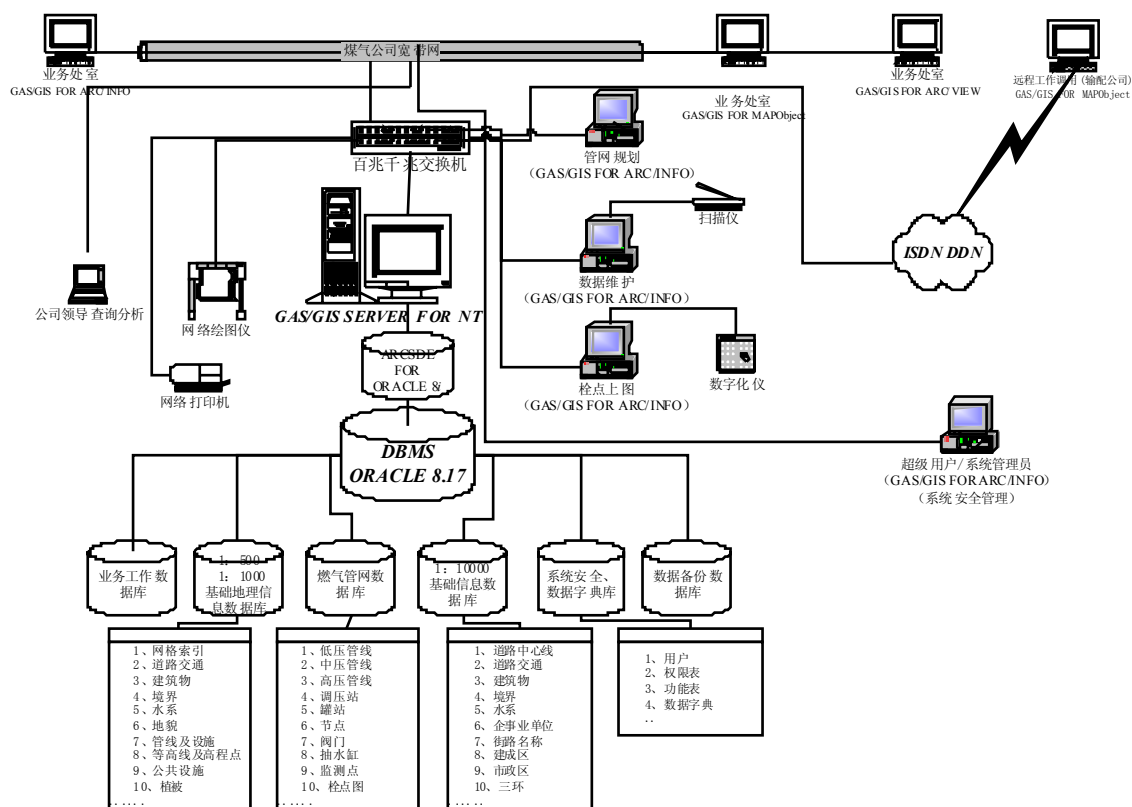 煤气公司宽带网
业务处室
GAS/GIS FOR ARC/INFO
业务处室
GAS/GIS FOR MAPObject
业务处室
GAS/GIS FOR ARC/VIEW
远程工作调用(输配公司)
GAS/GIS FOR MAPObject
百兆千兆交换机
管网规划
(GAS/GIS FOR ARC/INFO)
扫描仪
数据维护
(GAS/GIS FOR ARC/INFO)
ISDN DDN
公司领导查询分析
网络绘图仪
GAS/GIS SERVER FOR NT
ARCSDE
FOR
ORACLE 8i
栓点上图
(GAS/GIS FOR ARC/INFO)
数字化仪
网络打印机
DBMS
ORACLE 8.17
超级用户/系统管理员
(GAS/GIS FOR ARC/INFO)
(系统安全管理)
业务工作数
据库
1:500
1:1000
基础地理信
息数据库
燃气管网数
据库
1:10000
基础信息数
据库
系统安全、
数据字典库
数据备份数
据库
1、网格索引
2、道路交通
3、建筑物
4、境界
5、水系
6、地貌
7、管线及设施
8、等高线及高程点
9、公共设施
10、植被
......
1、低压管线
2、中压管线
3、高压管线
4、调压站
5、罐站
6、节点
7、阀门
8、抽水缸
9、监测点
10、栓点图
......
1、道路中心线
2、道路交通
3、建筑物
4、境界
5、水系
6、企事业单位
7、街路名称
8、建成区
9、市政区
10、三环
......
1、用户
2、权限表
3、功能表
4、数据字典
..